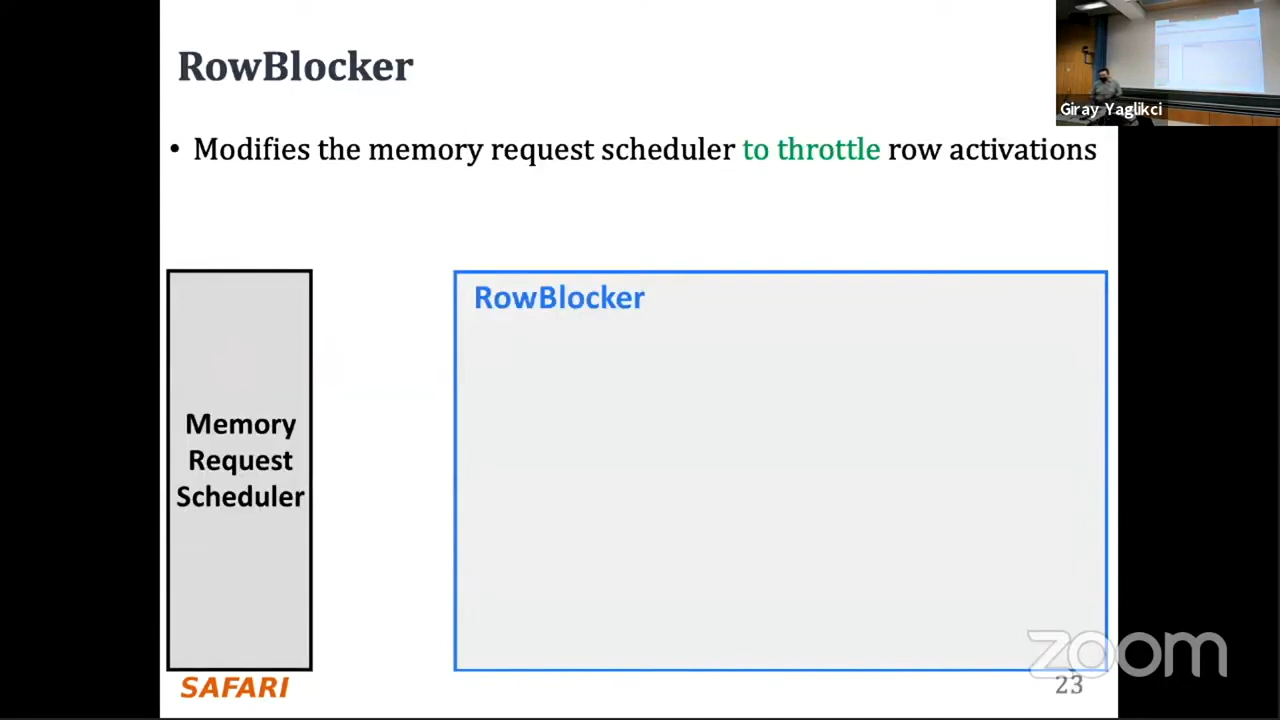 RowBlocker
Giray Yaglikci
• Modifies the memory request scheduler to throttle row activations
RowBlocker
Memory
Request
Scheduler
SAFARI
zoom
23